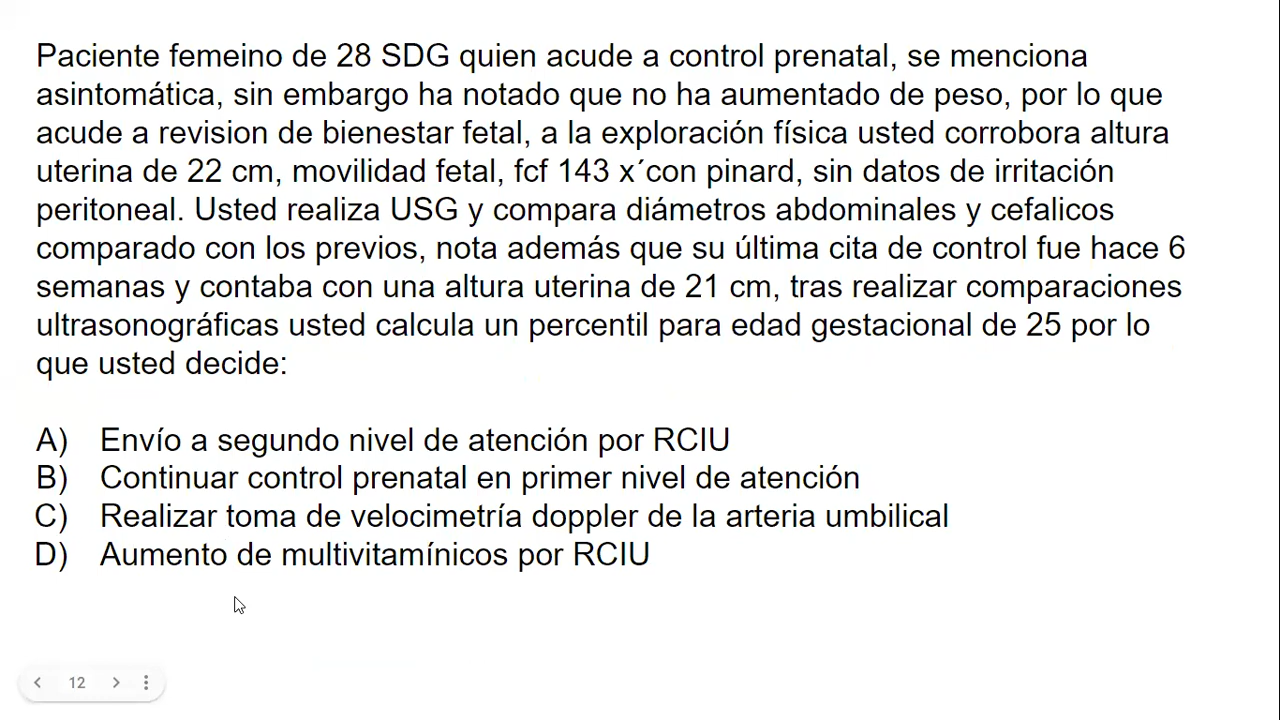 Paciente femeino de 28 SDG quien acude a control prenatal, se menciona
asintomática, sin embargo ha notado que no ha aumentado de peso, por lo que
acude a revision de bienestar fetal, a la exploración física usted corrobora altura
uterina de 22 cm, movilidad fetal, fcf 143 x´con pinard, sin datos de irritación
peritoneal. Usted realiza USG y compara diámetros abdominales y cefalicos
comparado con los previos, nota además que su última cita de control fue hace 6
semanas y contaba con una altura uterina de 21 cm, tras realizar comparaciones
ultrasonográficas usted calcula un percentil para edad gestacional de 25 por lo
que usted decide:
A) Envío a segundo nivel de atención por RCIU
B) Continuar control prenatal en primer nivel de atención
C) Realizar toma de velocimetría doppler de la arteria umbilical
D) Aumento de multivitamínicos por RCIU
12